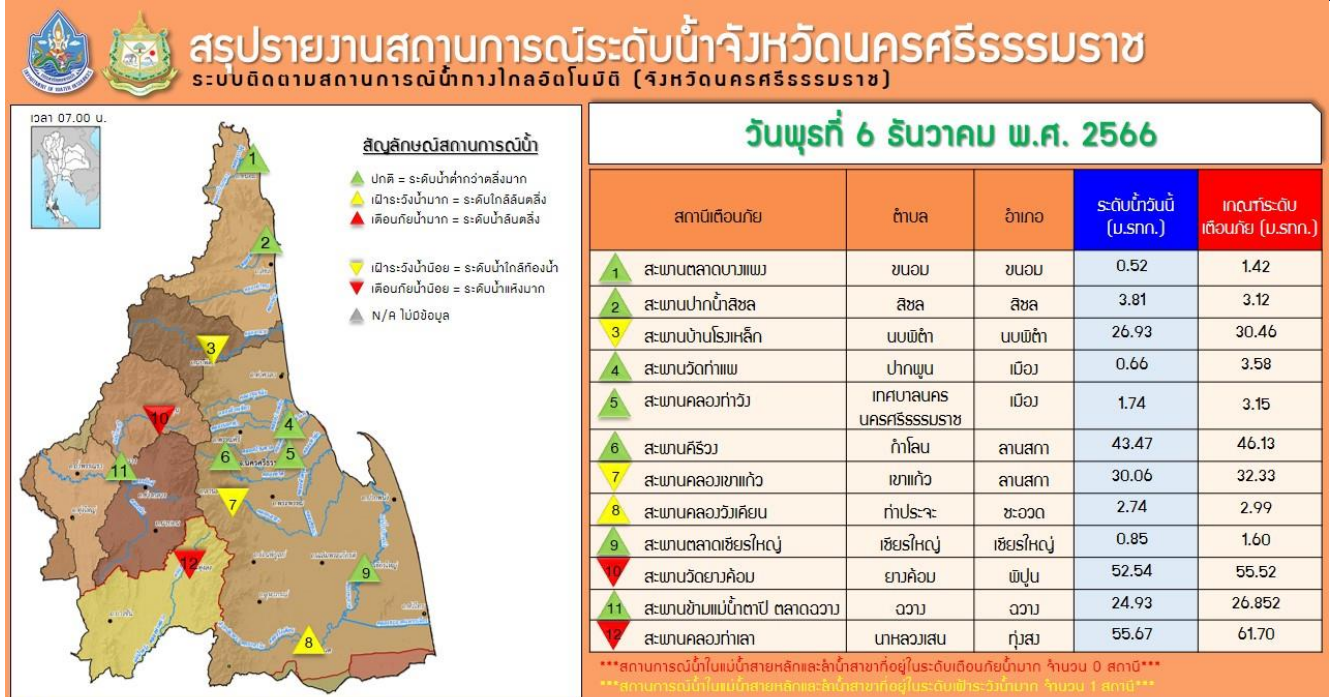 สรุปรายงานสถานการณ์ระดับน้ำจังหวัดนครศรีธรรมราช
ระบบติดตามสถานการณ์น้ำทางไกลอัตโนมัติ (จังหวัดนครศรีธรรมราช)
เวลา 07.00 น.
สัญลักษณ์สถานการณ์น้ำ
ปกติ = ระดับน้ำต่ำกว่าตลิ่งมาก
เฝ้าระวังน้ำมาก = ระดับใกล้ล้นตลิ่ง
เตือนภัยน้ำมาก = ระดับน้ำล้นตลิ่ง
เฝ้าระวังน้ำน้อย = ระดับน้ำใกล้ท้องน้ำ
เตือนภัยน้ำน้อย = ระดับน้ำแห้งมาก
N/A ไม่มีข้อมูล
1
2
3
10
4
5
6
11
7
12
9
8
วันพุธที่ 6 ธันวาคม พ.ศ. 2566
สถานีเตือนภัย ตำบล อำเภอ ระดับน้ำวันนี้ (ม.รทก.) เกณฑ์ระดับเตือนภัย (ม.รทก.)
1 สะพานตลาดบางแพง ขนอม ขนอม 0.52 1.42
2 สะพานปากน้ำสิชล สิชล สิชล 3.81 3.12
3 สะพานบ้านโรงเหล็ก นบพิตำ นบพิตำ 26.93 30.46
4 สะพานวัดท่าแพ ปากพูน เมือง 0.66 3.58
5 สะพานคลองท่าวัง เทศบาลนครนครศรีธรรมราช เมือง 1.74 3.15
6 สะพานคีรีวง กำโลน ลานสกา 43.47 46.13
7 สะพานคลองเขาแก้ว เขาแก้ว ลานสกา 30.06 32.33
8 สะพานคลองวังเคียน ท่าประจะ ชะอวด 2.74 2.99
9 สะพานตลาดเชียรใหญ่ เชียรใหญ่ เชียรใหญ่ 0.85 1.60
10 สะพานวัดยางค้อม ยางค้อม พิปูน 52.54 55.52
11 สะพานข้ามแม่น้ำตาปี ตลาดฉวาง ฉวาง ฉวาง 24.93 26.852
12 สะพานคลองท่าเลา นาหลวงเสน ทุ่งสง 55.67 61.70
***สถานการณ์น้ำในแม่น้ำสายหลักและลำน้ำสาขาที่อยู่ในระดับเตือนภัยน้ำมาก จำนวน 0 สถานี***
***สถานการณ์น้ำในแม่น้ำสายหลักและลำน้ำสาขาที่อยู่ในระดับเฝ้าระวังน้ำมาก จำนวน 1 สถานี***